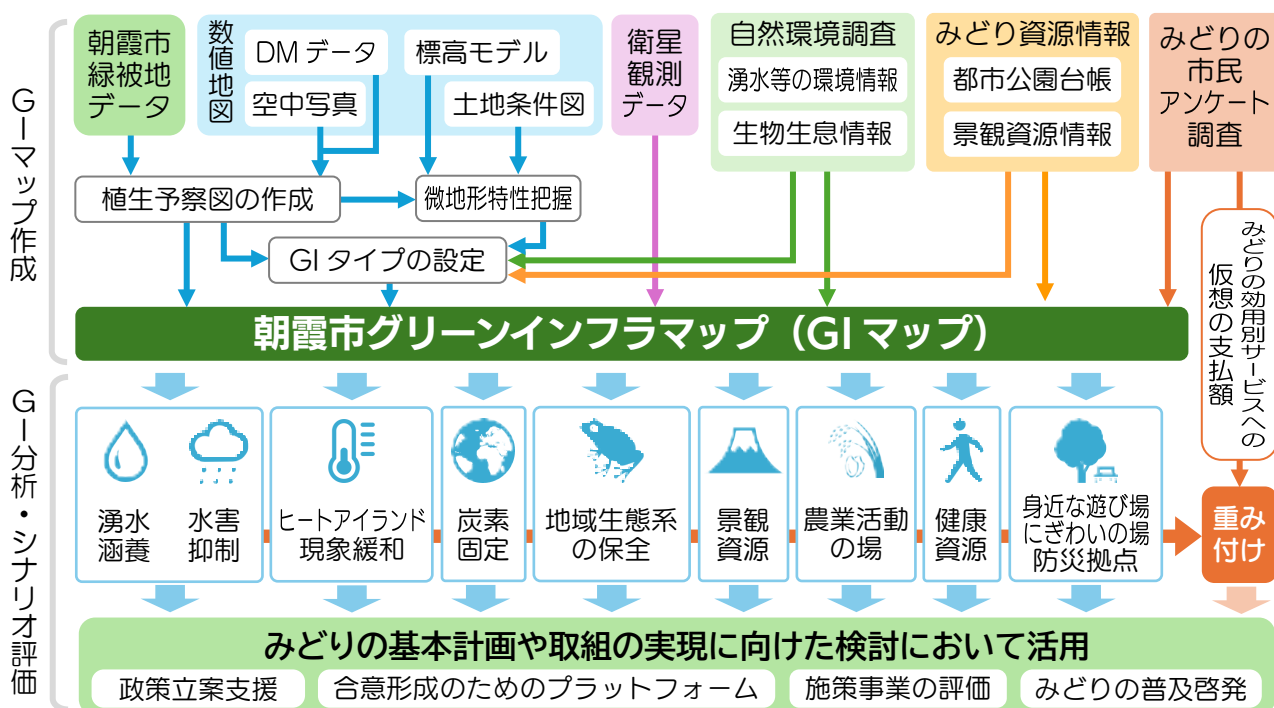 GIマップ作成
朝霞市
緑被地
データ
数値地図
DMデータ
空中写真
標高モデル
土地条件図
衛星
観測
データ
自然環境調査
湧水等の環境情報
生物生息情報
みどり資源情報
都市公園台帳
景観資源情報
みどりの
市民
アンケート
調査
植生予察図の作成
微地形特性把握
GIタイプの設定
みどりの効用別サービスへの
仮想の支払額
朝霞市グリーンインフラマップ（GIマップ）
GI分析・シナリオ評価
湧水
涵養
水害
抑制
ヒートアイランド
現象緩和
炭素
固定
地域生態系
の保全
景観
資源
農業活動
の場
健康
資源
身近な遊び場
にぎわいの場
防災拠点
重み
付け
みどりの基本計画や取組の実現に向けた検討において活用
政策立案支援
合意形成のためのプラットフォーム
施策事業の評価
みどりの普及啓発